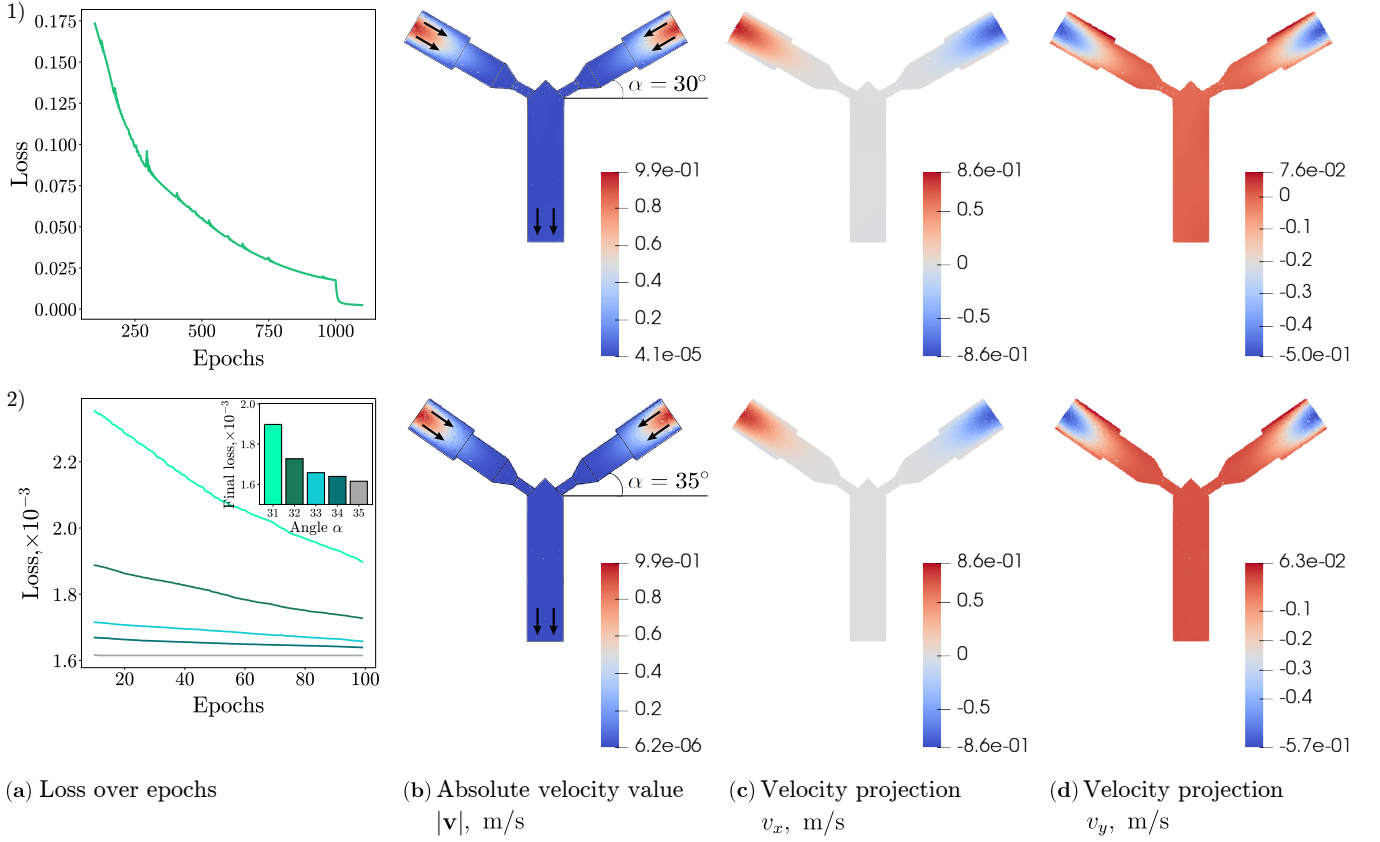 1)
0.175
0.150
0.125
0.100
0.075
0.050
0.025
0.000
Loss
250
500
750
1000
Epochs
α = 30°
9.9e-01
0.8
0.6
0.4
0.2
4.1e-05
8.6e-01
0.5
0
-0.5
-8.6e-01
7.6e-02
0
-0.1
-0.2
-0.3
-0.4
-5.0e-01
2)
2.2
2.0
1.8
1.6
Loss,×10⁻³
20
40
60
80
100
Epochs
2.0
1.8
1.6
Final loss,×10⁻³
31
32
33
34
35
Angle α
α = 35°
9.9e-01
0.8
0.6
0.4
0.2
6.2e-06
8.6e-01
0.5
0
-0.5
-8.6e-01
6.3e-02
-0.1
-0.2
-0.3
-0.4
-5.7e-01
(a) Loss over epochs
(b) Absolute velocity value
|v|, m/s
(c) Velocity projection
vₓ, m/s
(d) Velocity projection
v_y, m/s